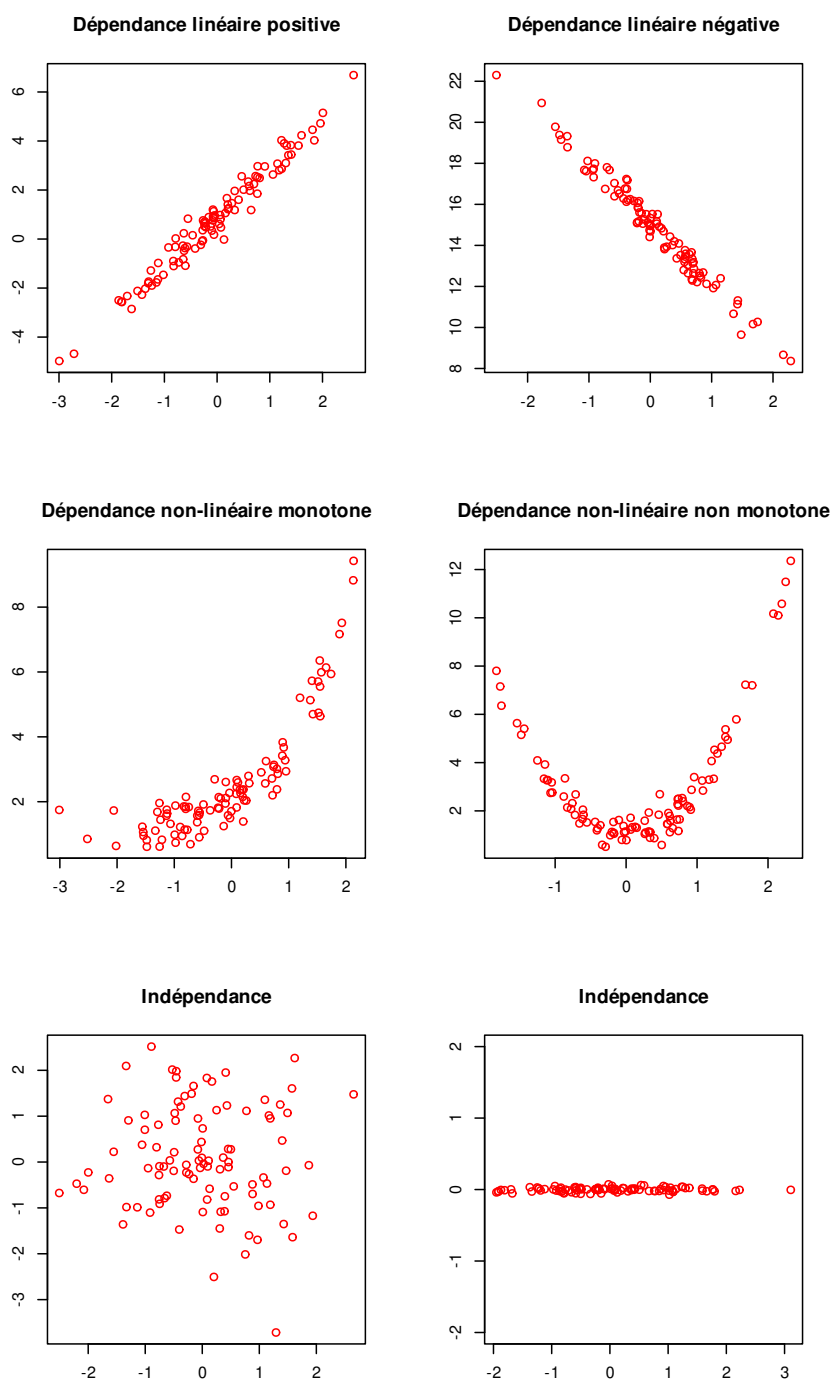 Dépendance linéaire positive
6
4
2
0
-2
-4
-3 -2 -1 0 1 2
Dépendance linéaire négative
22
20
18
16
14
12
10
8
-2 -1 0 1 2
Dépendance non-linéaire monotone
8
6
4
2
-3 -2 -1 0 1 2
Dépendance non-linéaire non monotone
12
10
8
6
4
2
-1 0 1 2
Indépendance
2
1
0
-1
-2
-3
-2 -1 0 1 2
Indépendance
2
1
0
-1
-2
-2 -1 0 1 2 3